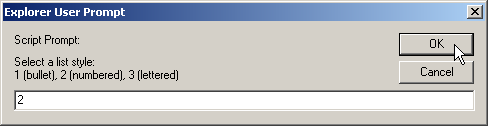 Explorer User Prompt
Script Prompt:
OK
Select a list style:
1 (bullet), 2 (numbered), 3 (lettered)
Cancel
2